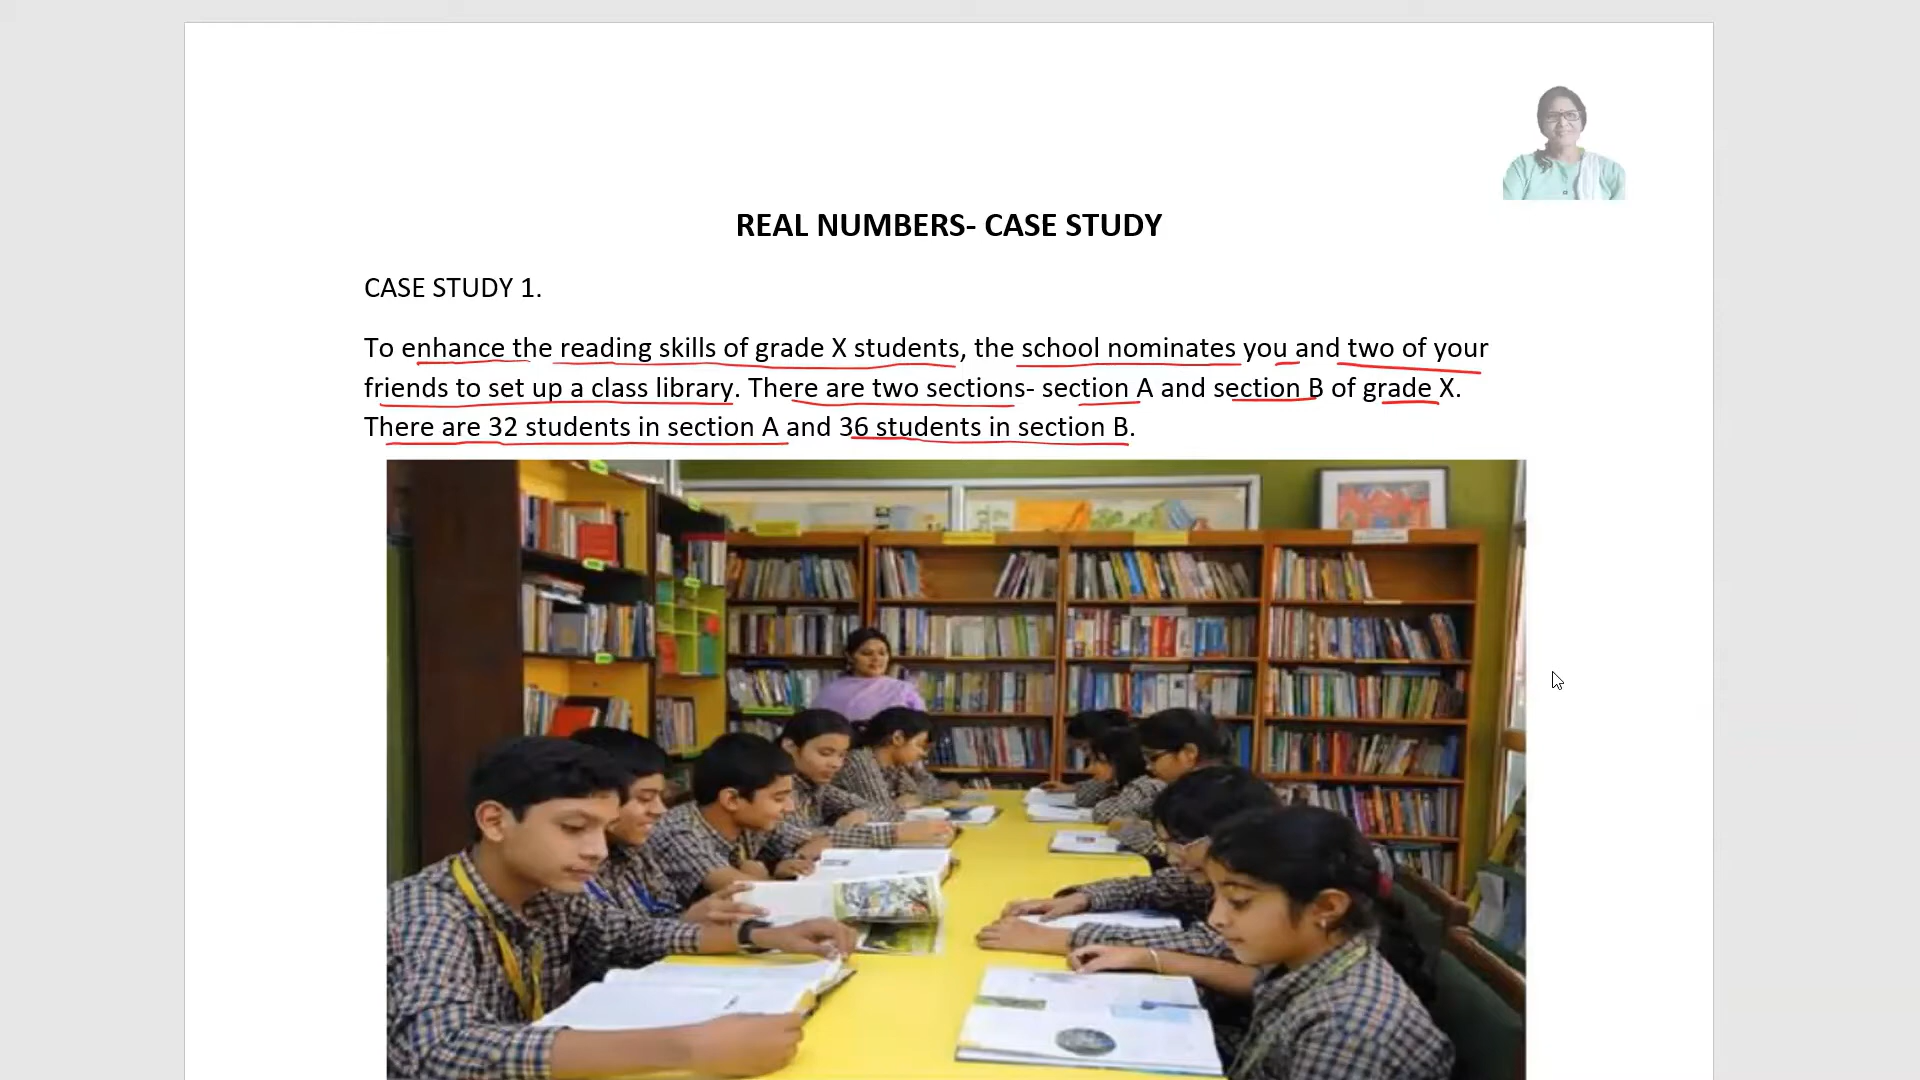 REAL NUMBERS- CASE STUDY
CASE STUDY 1.
To enhance the reading skills of grade X students, the school nominates you and two of your
friends to set up a class library. There are two sections- section A and section B of grade X.
There are 32 students in section A and 36 students in section B.